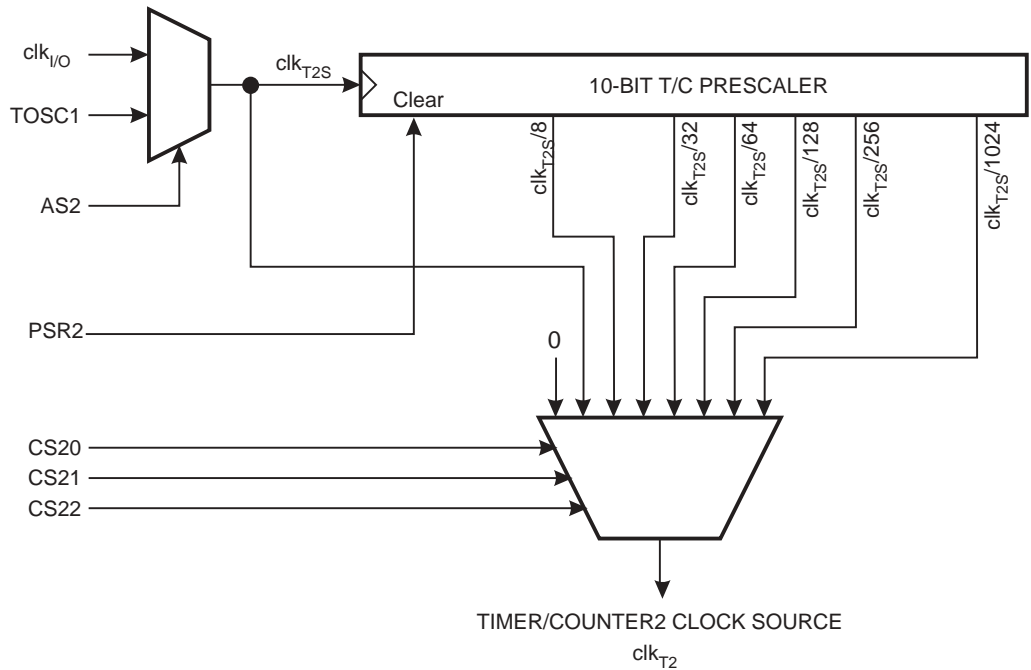 clkI/O
TOSC1
AS2
PSR2
CS20
CS21
CS22
clkT2S
10-BIT T/C PRESCALER
Clear
clkT2S/8
clkT2S/32
clkT2S/64
clkT2S/128
clkT2S/256
clkT2S/1024
0
TIMER/COUNTER2 CLOCK SOURCE
clkT2